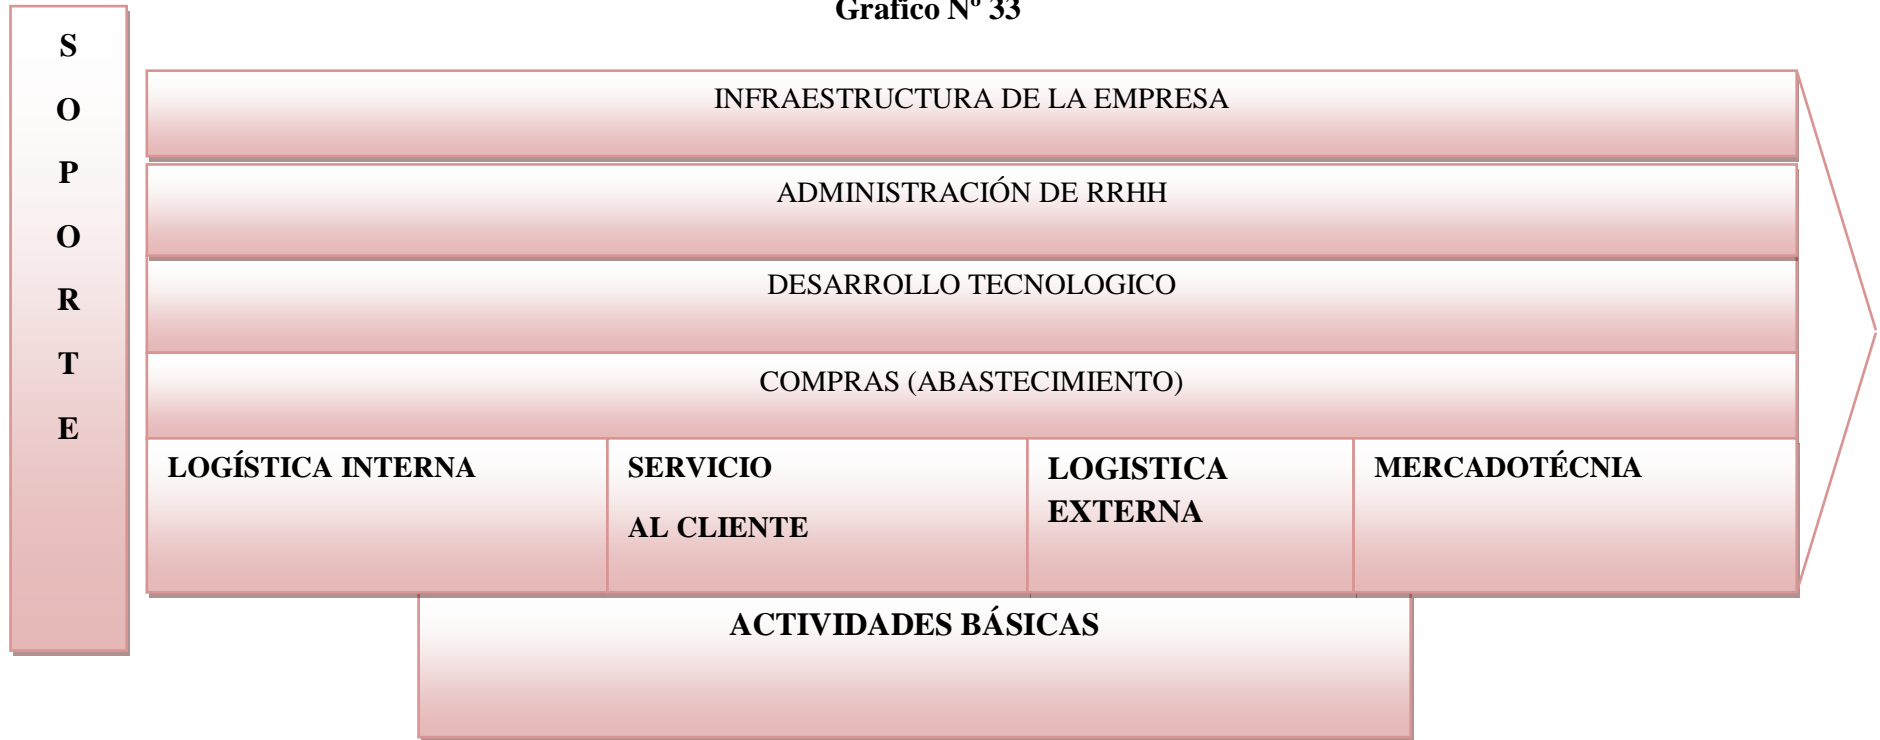 Grafico Nº 33
S
O
P
O
R
T
E
INFRAESTRUCTURA DE LA EMPRESA
ADMINISTRACIÓN DE RRHH
DESARROLLO TECNOLOGICO
COMPRAS (ABASTECIMIENTO)
LOGÍSTICA INTERNA
SERVICIO
AL CLIENTE
LOGISTICA
EXTERNA
MERCADOTÉCNIA
ACTIVIDADES BÁSICAS